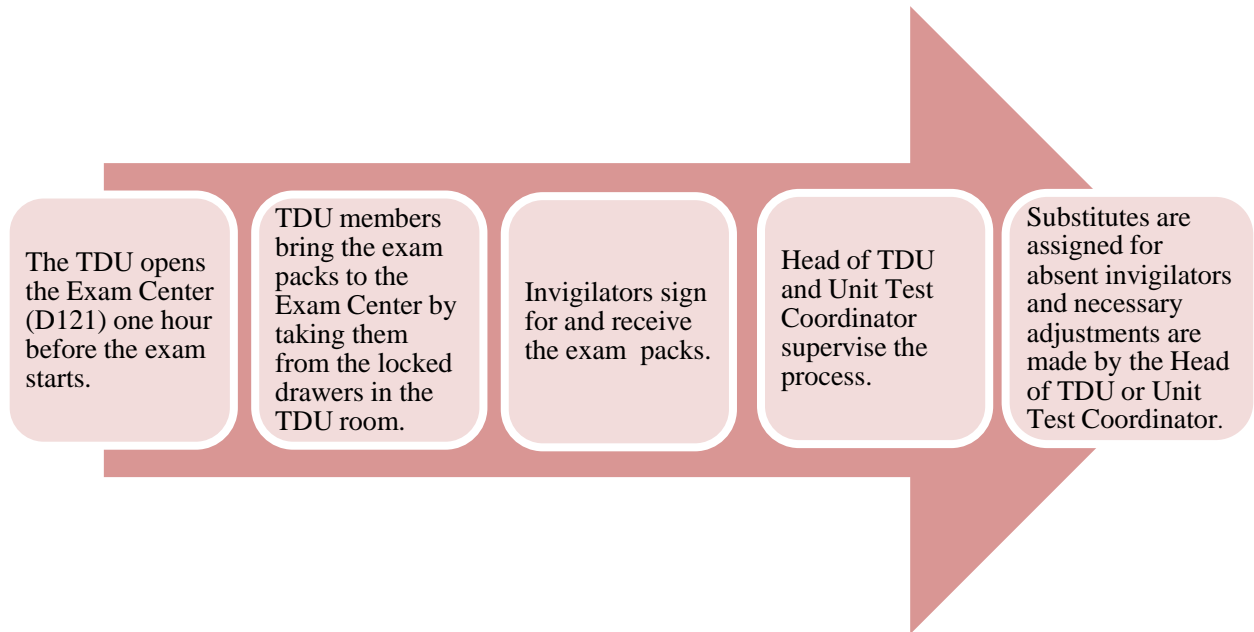 The TDU opens
the Exam Center
(D121) one hour
before the exam
starts.
TDU members
bring the exam
packs to the
Exam Center by
taking them
from the locked
drawers in the
TDU room.
Invigilators sign
for and receive
the exam  packs.
Head of TDU
and Unit Test
Coordinator
supervise the
process.
Substitutes are
assigned for
absent invigilators
and necessary
adjustments are
made by the Head
of TDU or Unit
Test Coordinator.